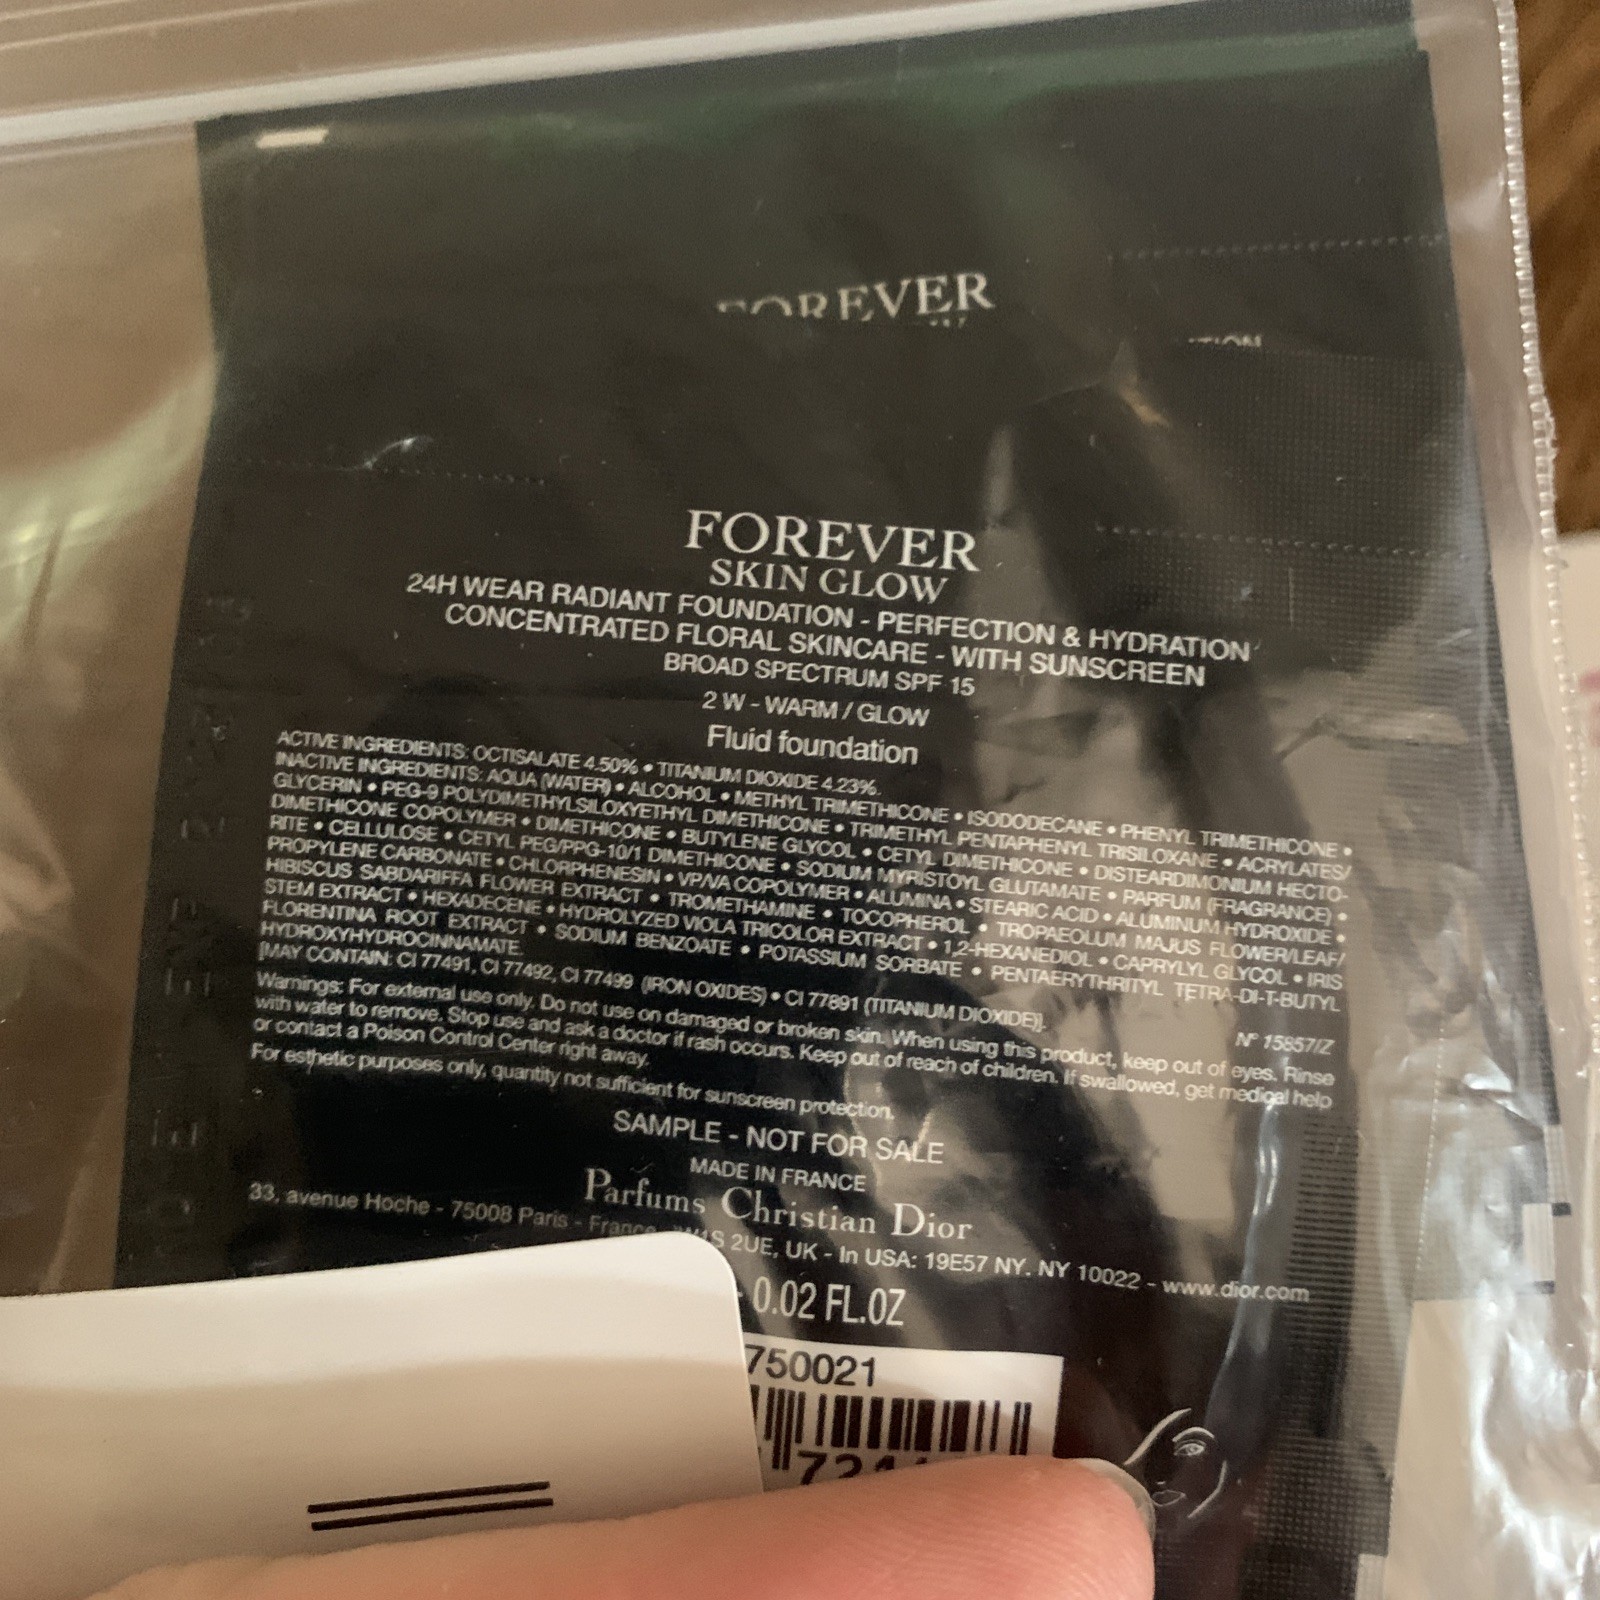 FOREVER
FOREVER
SKIN GLOW
24H WEAR RADIANT FOUNDATION - PERFECTION & HYDRATION
CONCENTRATED FLORAL SKINCARE - WITH SUNSCREEN
BROAD SPECTRUM SPF 15
2 W - WARM / GLOW
Fluid foundation
ACTIVE INGREDIENTS: OCTISALATE 4.50% • TITANIUM DIOXIDE 4.23%.
INACTIVE INGREDIENTS: AQUA (WATER) • ALCOHOL • METHYL TRIMETHICONE • ISODODECANE • PHENYL TRIMETHICONE •
GLYCERIN • PEG-9 POLYDIMETHYLSILOXYETHYL DIMETHICONE • TRIMETHYL PENTAPHENYL TRISILOXANE • ACRYLATES/
DIMETHICONE COPOLYMER • DIMETHICONE • BUTYLENE GLYCOL • CETYL DIMETHICONE • DISTEARDIMONIUM HECTO-
RITE • CELLULOSE • CETYL PEG/PPG-10/1 DIMETHICONE • SODIUM MYRISTOYL GLUTAMATE • PARFUM (FRAGRANCE) •
PROPYLENE CARBONATE • CHLORPHENESIN • VP/VA COPOLYMER • ALUMINA • STEARIC ACID • ALUMINUM HYDROXIDE •
HIBISCUS SABDARIFFA FLOWER EXTRACT • TROMETHAMINE • TOCOPHEROL • TROPAEOLUM MAJUS FLOWER/LEAF/
STEM EXTRACT • HEXADECENE • HYDROLYZED VIOLA TRICOLOR EXTRACT • 1,2-HEXANEDIOL • CAPRYLYL GLYCOL • IRIS
FLORENTINA ROOT EXTRACT • SODIUM BENZOATE • POTASSIUM SORBATE • PENTAERYTHRITYL TETRA-DI-T-BUTYL
HYDROXYHYDROCINNAMATE.
[MAY CONTAIN: CI 77491, CI 77492, CI 77499 (IRON OXIDES) • CI 77891 (TITANIUM DIOXIDE)].
N° 15857/Z
Warnings: For external use only. Do not use on damaged or broken skin. When using this product, keep out of eyes. Rinse
with water to remove. Stop use and ask a doctor if rash occurs. Keep out of reach of children. If swallowed, get medical help
or contact a Poison Control Center right away.
For esthetic purposes only, quantity not sufficient for sunscreen protection.
SAMPLE - NOT FOR SALE
MADE IN FRANCE
Parfums Christian Dior
33, avenue Hoche - 75008 Paris - France 2UE, UK - In USA: 19E57 NY. NY 10022 - www.dior.com
0.02 FL.OZ
750021